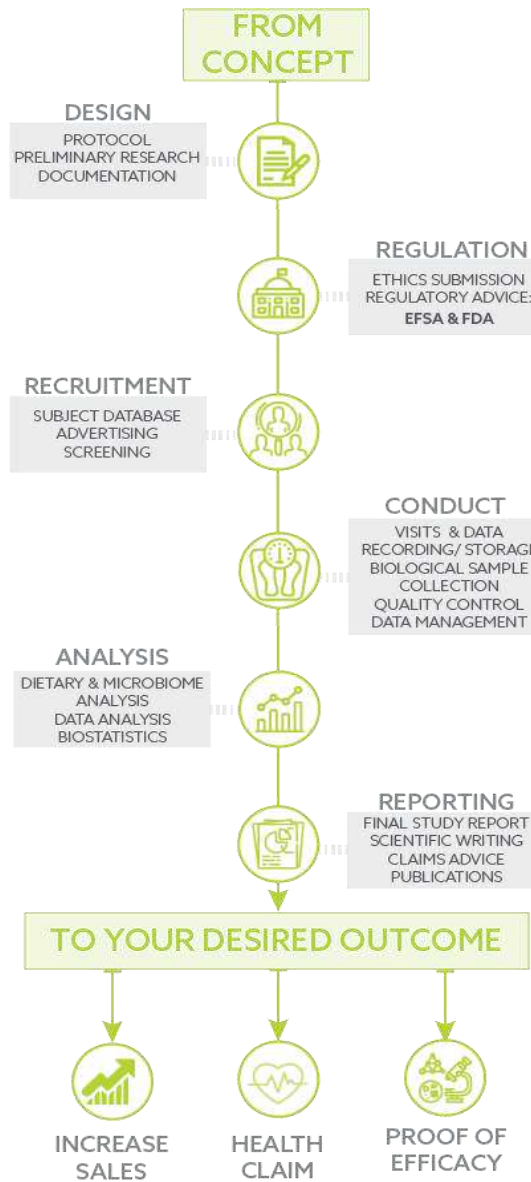 FROM
CONCEPT
DESIGN
PROTOCOL
PRELIMINARY RESEARCH
DOCUMENTATION
REGULATION
ETHICS SUBMISSION
REGULATORY ADVICE:
EFSA & FDA
RECRUITMENT
SUBJECT DATABASE
ADVERTISING
SCREENING
CONDUCT
VISITS & DATA
RECORDING/ STORAGE
BIOLOGICAL SAMPLE
COLLECTION
QUALITY CONTROL
DATA MANAGEMENT
ANALYSIS
DIETARY & MICROBIOME
ANALYSIS
DATA ANALYSIS
BIOSTATISTICS
REPORTING
FINAL STUDY REPORT
SCIENTIFIC WRITING
CLAIMS ADVICE
PUBLICATIONS
TO YOUR DESIRED OUTCOME
INCREASE
SALES
HEALTH
CLAIM
PROOF OF
EFFICACY